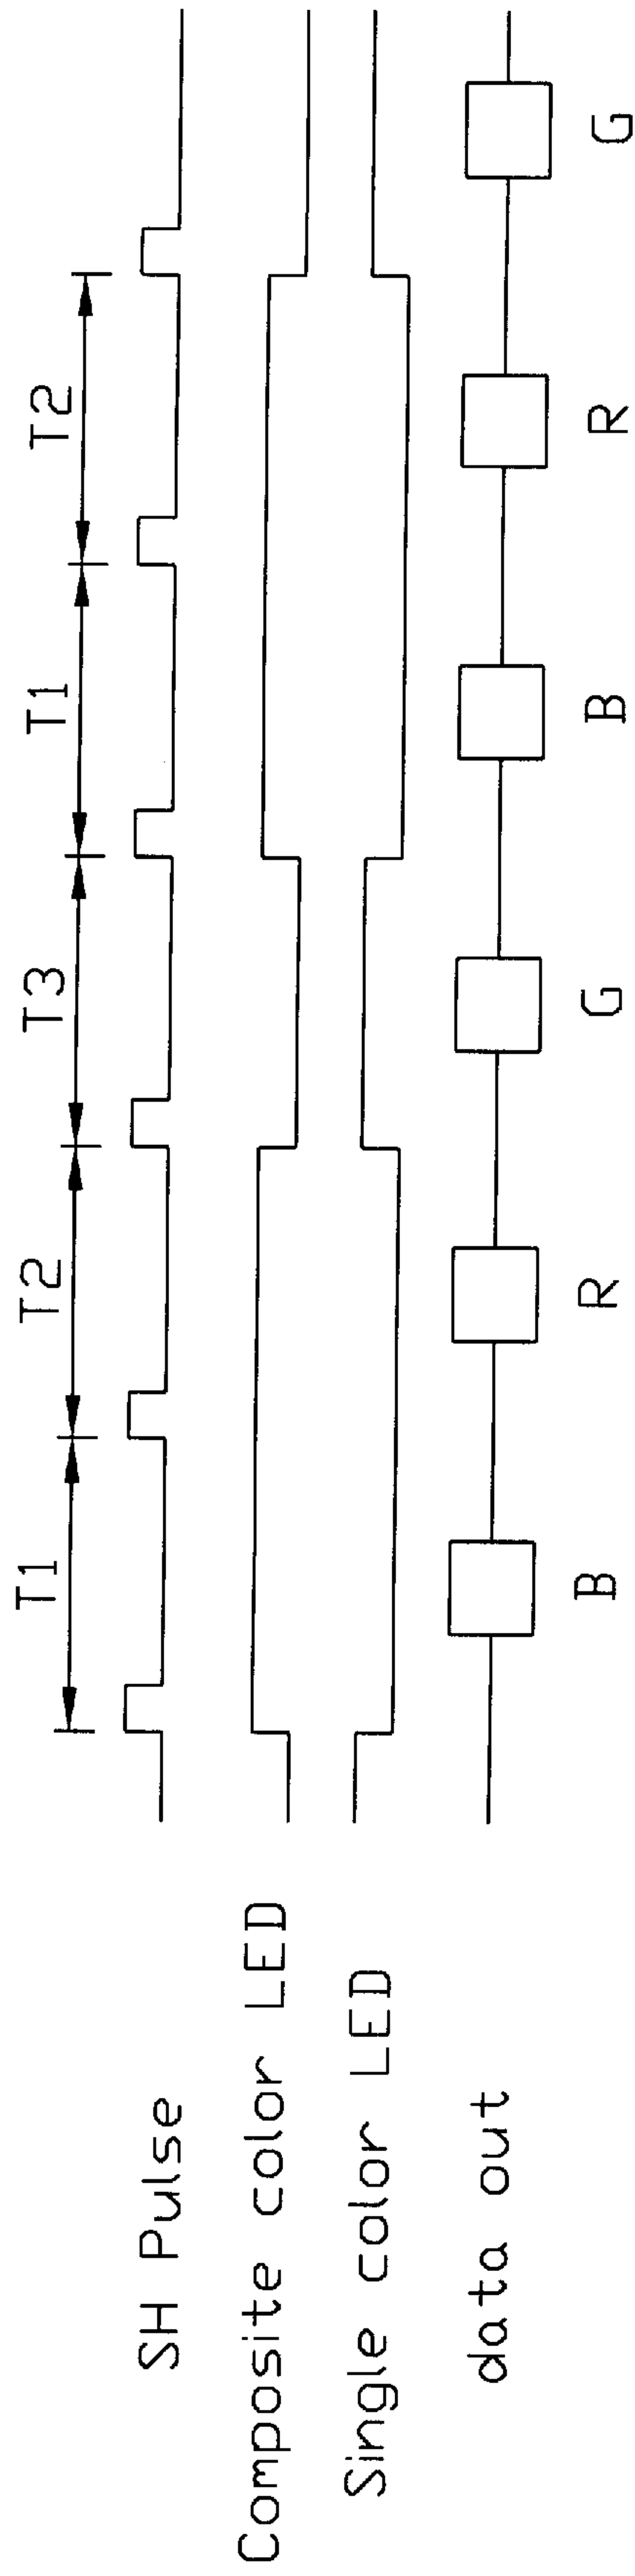 T1 T2 T3 T1 T2
SH Pulse
Composite color LED
Single color LED
data out
B R G B R G